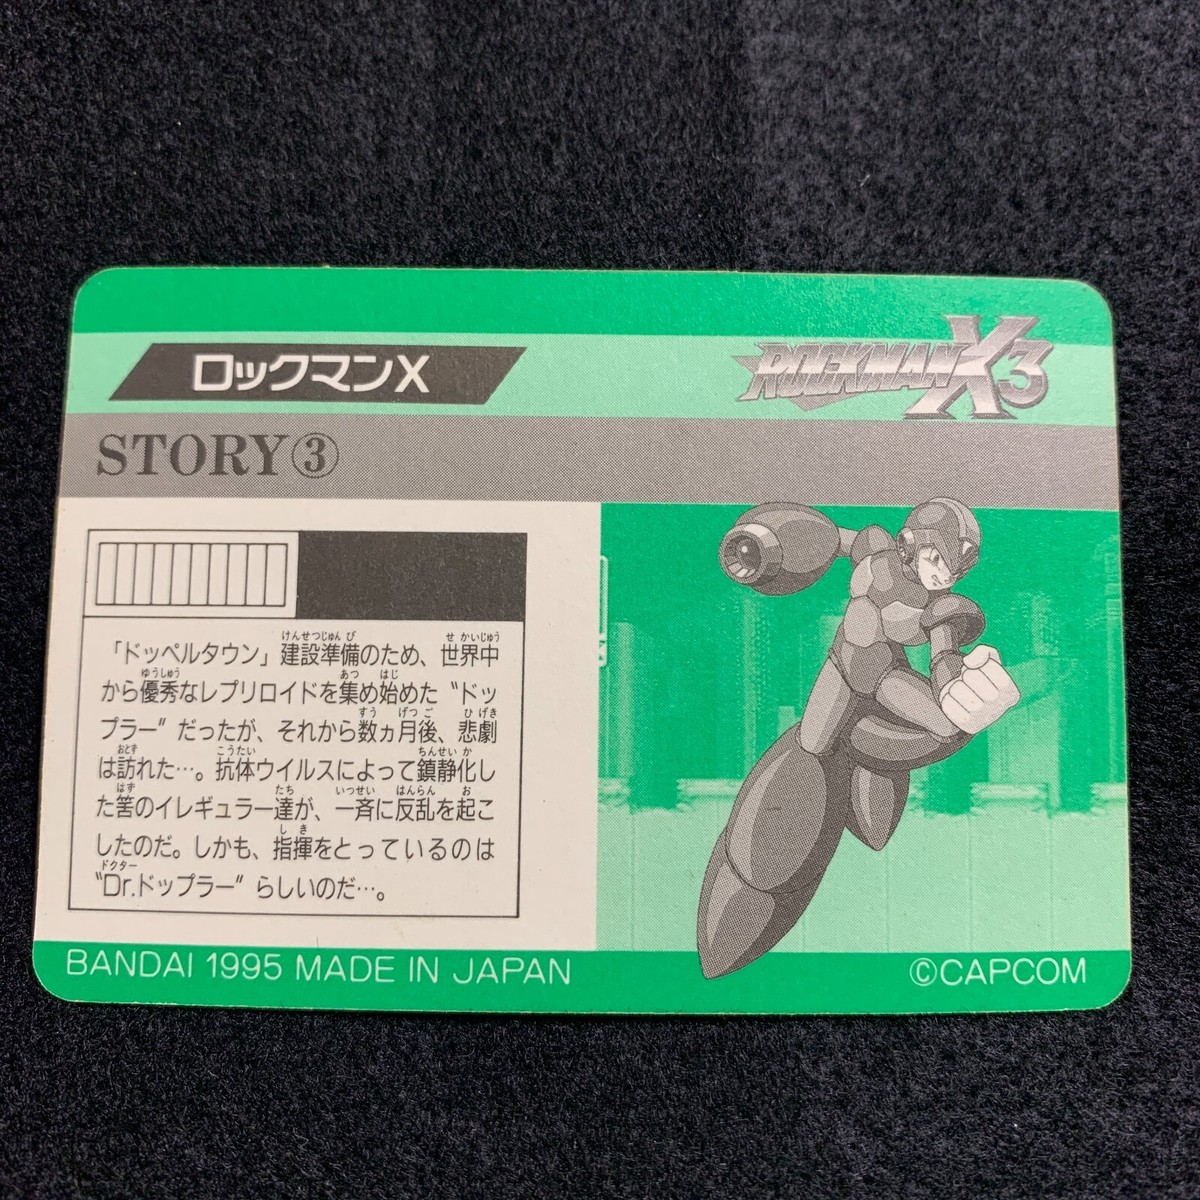 ロックマンX
ROCKMAN X3
STORY③
「ドッペルタウン」建設準備のため、世界中
から優秀なレプリロイドを集め始めた〝ドッ
プラー〟だったが、それから数ヵ月後、悲劇
は訪れた…。抗体ウイルスによって鎮静化し
た筈のイレギュラー達が、一斉に反乱を起こ
したのだ。しかも、指揮をとっているのは
〝Dr.ドップラー〟らしいのだ…。
BANDAI 1995 MADE IN JAPAN
©CAPCOM